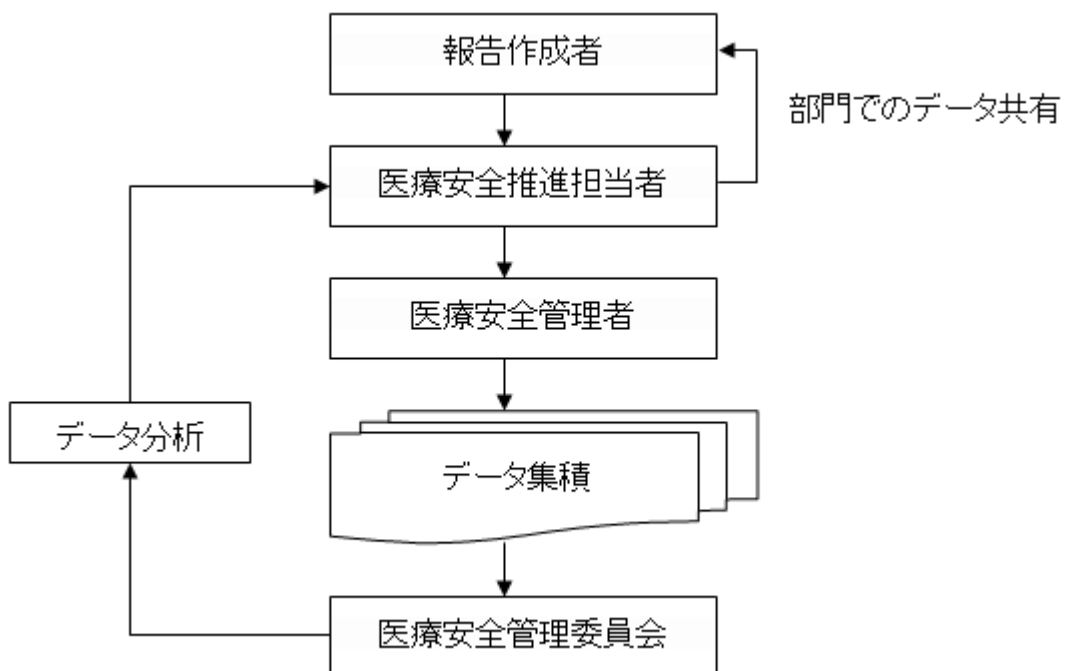 報告作成者
部門でのデータ共有
医療安全推進担当者
医療安全管理者
データ分析
データ集積
医療安全管理委員会